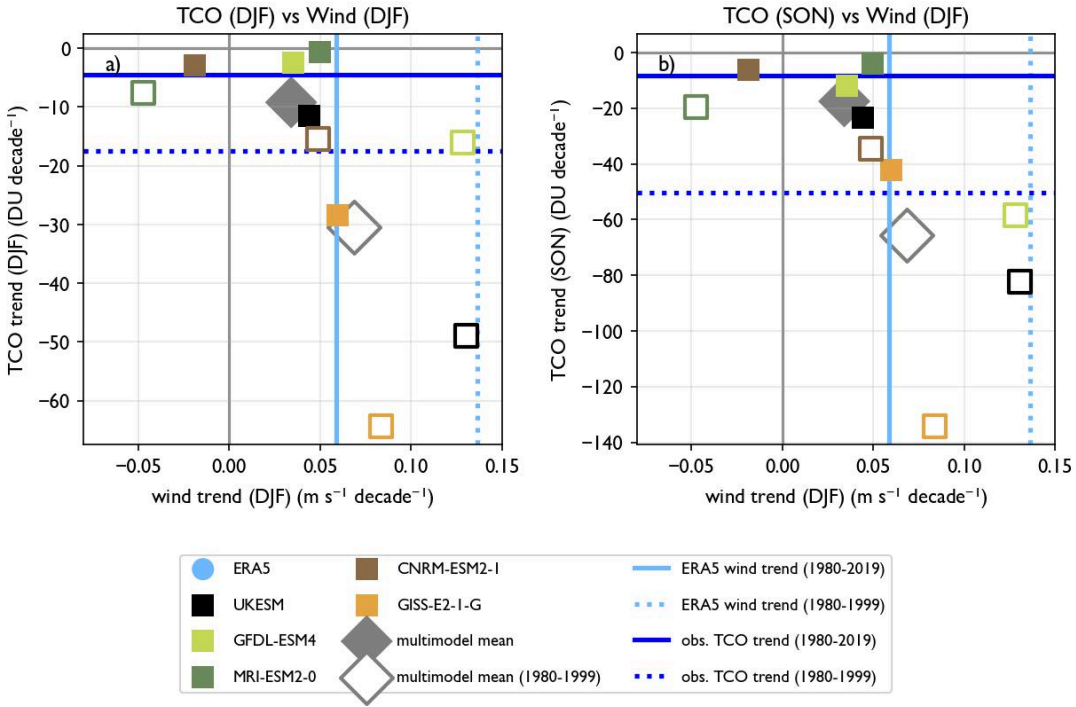 TCO (DJF) vs Wind (DJF)
a)
0
−10
−20
−30
−40
−50
−60
TCO trend (DJF) (DU decade⁻¹)
−0.05
0.00
0.05
0.10
0.15
wind trend (DJF) (m s⁻¹ decade⁻¹)
TCO (SON) vs Wind (DJF)
b)
0
−20
−40
−60
−80
−100
−120
−140
TCO trend (SON) (DU decade⁻¹)
−0.05
0.00
0.05
0.10
0.15
wind trend (DJF) (m s⁻¹ decade⁻¹)
ERA5
UKESM
GFDL-ESM4
MRI-ESM2-0
CNRM-ESM2-1
GISS-E2-1-G
multimodel mean
multimodel mean (1980-1999)
ERA5 wind trend (1980-2019)
ERA5 wind trend (1980-1999)
obs. TCO trend (1980-2019)
obs. TCO trend (1980-1999)